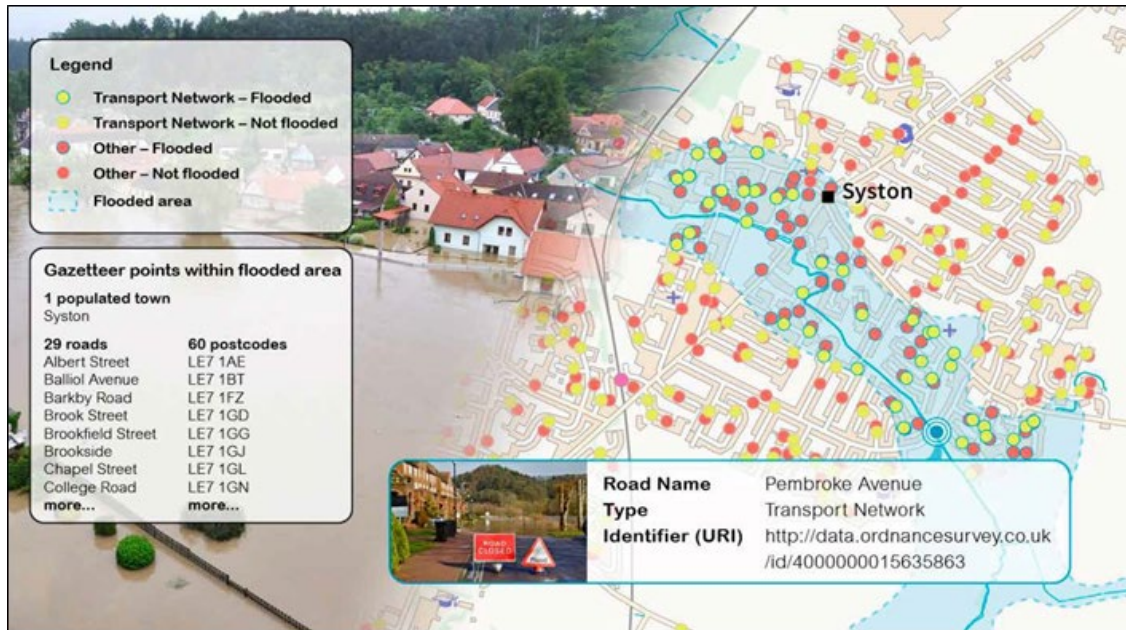 Legend
Transport Network – Flooded
Transport Network – Not flooded
Other – Flooded
Other – Not flooded
Flooded area
Gazetteer points within flooded area
1 populated town
Syston
29 roads
60 postcodes
Albert Street
LE7 1AE
Balliol Avenue
LE7 1BT
Barkby Road
LE7 1FZ
Brook Street
LE7 1GD
Brookfield Street
LE7 1GG
Brookside
LE7 1GJ
Chapel Street
LE7 1GL
College Road
LE7 1GN
more...
more...
Syston
ROAD
CLOSED
Road Name
Pembroke Avenue
Type
Transport Network
Identifier (URI)
http://data.ordnancesurvey.co.uk
/id/4000000015635863